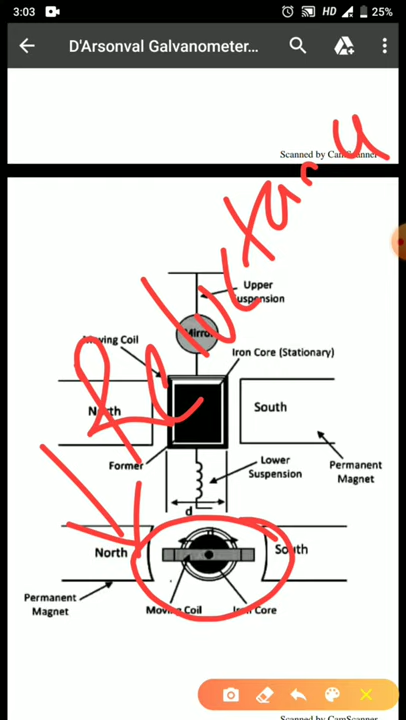 3:03 HD 25%
D'Arsonval Galvanometer...
Scanned by CamScanner
Upper
Suspension
Mirror
Moving Coil
Iron Core (Stationary)
North
South
Former
Lower
Suspension
Permanent
Magnet
d
North
South
Permanent
Magnet
Moving Coil
Iron Core
Scanned by CamScanner